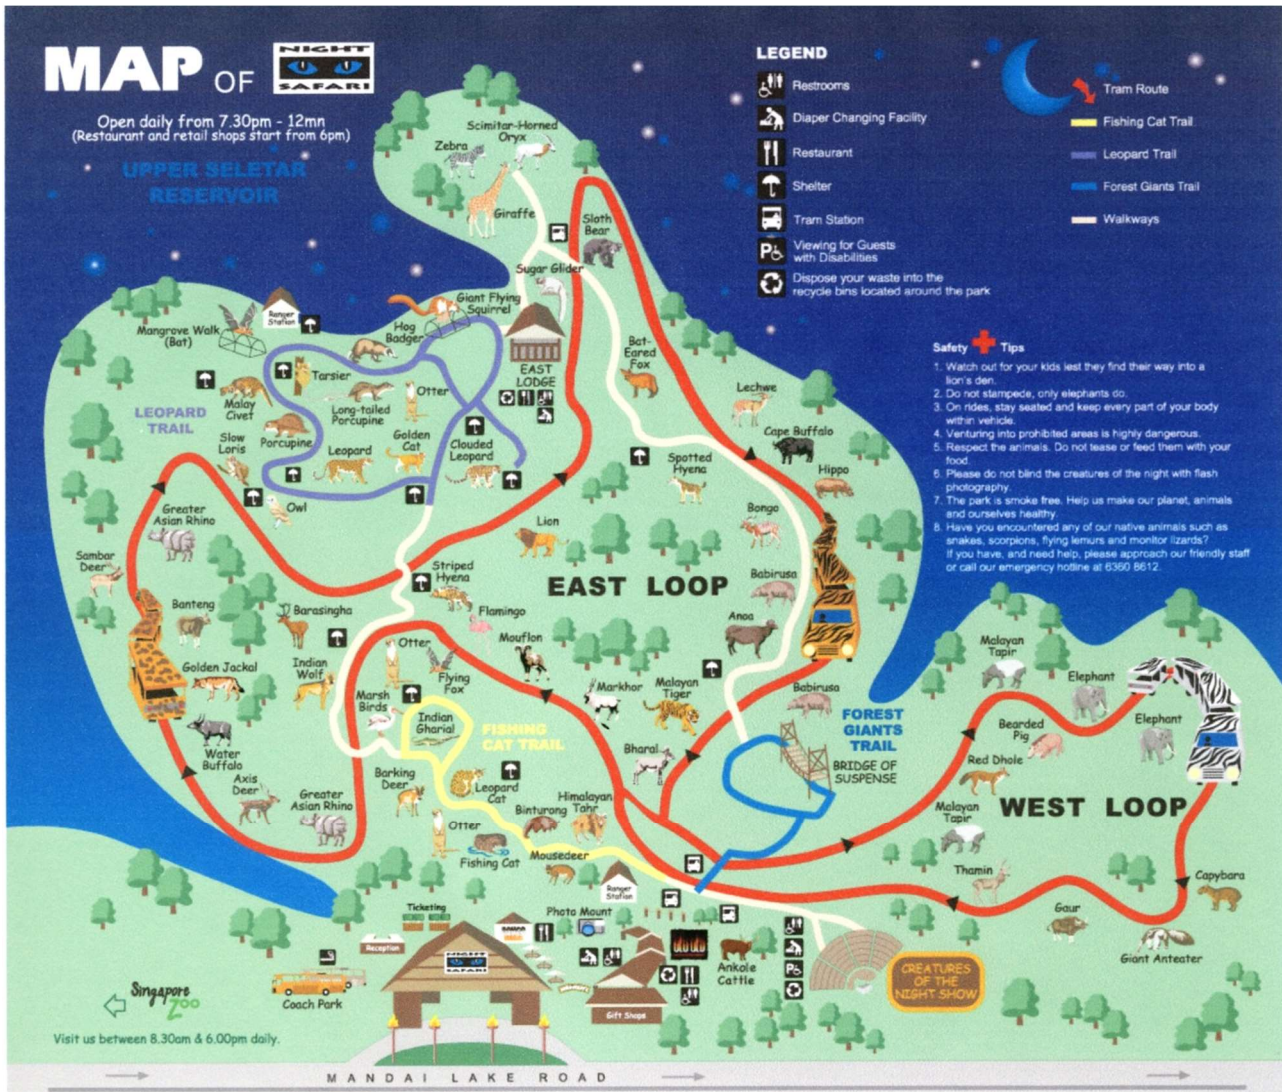 MAP OF
NIGHT
SAFARI
Open daily from 7.30pm - 12mn
(Restaurant and retail shops start from 6pm)
UPPER SELETAR
RESERVOIR
LEGEND
Restrooms
Diaper Changing Facility
Restaurant
Shelter
Tram Station
Viewing for Guests
with Disabilities
Dispose your waste into the
recycle bins located around the park
Tram Route
Fishing Cat Trail
Leopard Trail
Forest Giants Trail
Walkways
Safety Tips
1. Watch out for your kids lest they find their way into a
lion's den.
2. Do not stampede, only elephants do.
3. On rides, stay seated and keep every part of your body
within vehicle.
4. Venturing into prohibited areas is highly dangerous.
5. Respect the animals. Do not tease or feed them with your
food.
6. Please do not blind the creatures of the night with flash
photography.
7. The park is smoke free. Help us make our planet, animals
and ourselves healthy.
8. Have you encountered any of our native animals such as
snakes, scorpions, flying lemurs and monitor lizards?
If you have, and need help, please approach our friendly staff
or call our emergency hotline at 6360 8612.
Scimitar-Horned
Oryx
Zebra
Giraffe
Sloth
Bear
Sugar Glider
Giant Flying
Squirrel
Ranger
Station
Mangrove Walk
(Bat)
Hog
Badger
EAST
LODGE
Bat-
Eared
Fox
Tarsier
Otter
Malay
Civet
Long-tailed
Porcupine
Lechwe
LEOPARD
TRAIL
Porcupine
Cape Buffalo
Slow
Loris
Leopard
Golden
Cat
Clouded
Leopard
Spotted
Hyena
Hippo
Owl
Greater
Asian Rhino
Bongo
Lion
Sambar
Deer
Striped
Hyena
EAST LOOP
Babirusa
Banteng
Barasingha
Flamingo
Anoa
Otter
Mouflon
Malayan
Tapir
Golden Jackal
Indian
Wolf
Flying
Fox
Markhor
Malayan
Tiger
Babirusa
Elephant
Marsh
Birds
Indian
Gharial
FISHING
CAT TRAIL
FOREST
GIANTS
TRAIL
Elephant
Bearded
Pig
Water
Buffalo
Bharal
BRIDGE OF
SUSPENSE
Red Dhole
Axis
Deer
Barking
Deer
Leopard
Cat
Greater
Asian Rhino
Binturong
Himalayan
Tahr
WEST LOOP
Malayan
Tapir
Otter
Fishing Cat
Mousedeer
Thamin
Capybara
Ranger
Station
Gaur
Giant Anteater
Ticketing
Photo Mount
Reception
NIGHT
SAFARI
Ankole
Cattle
CREATURES
OF THE
NIGHT SHOW
Coach Park
Gift Shops
Singapore
ZOO
Visit us between 8.30am & 6.00pm daily.
MANDAI LAKE ROAD